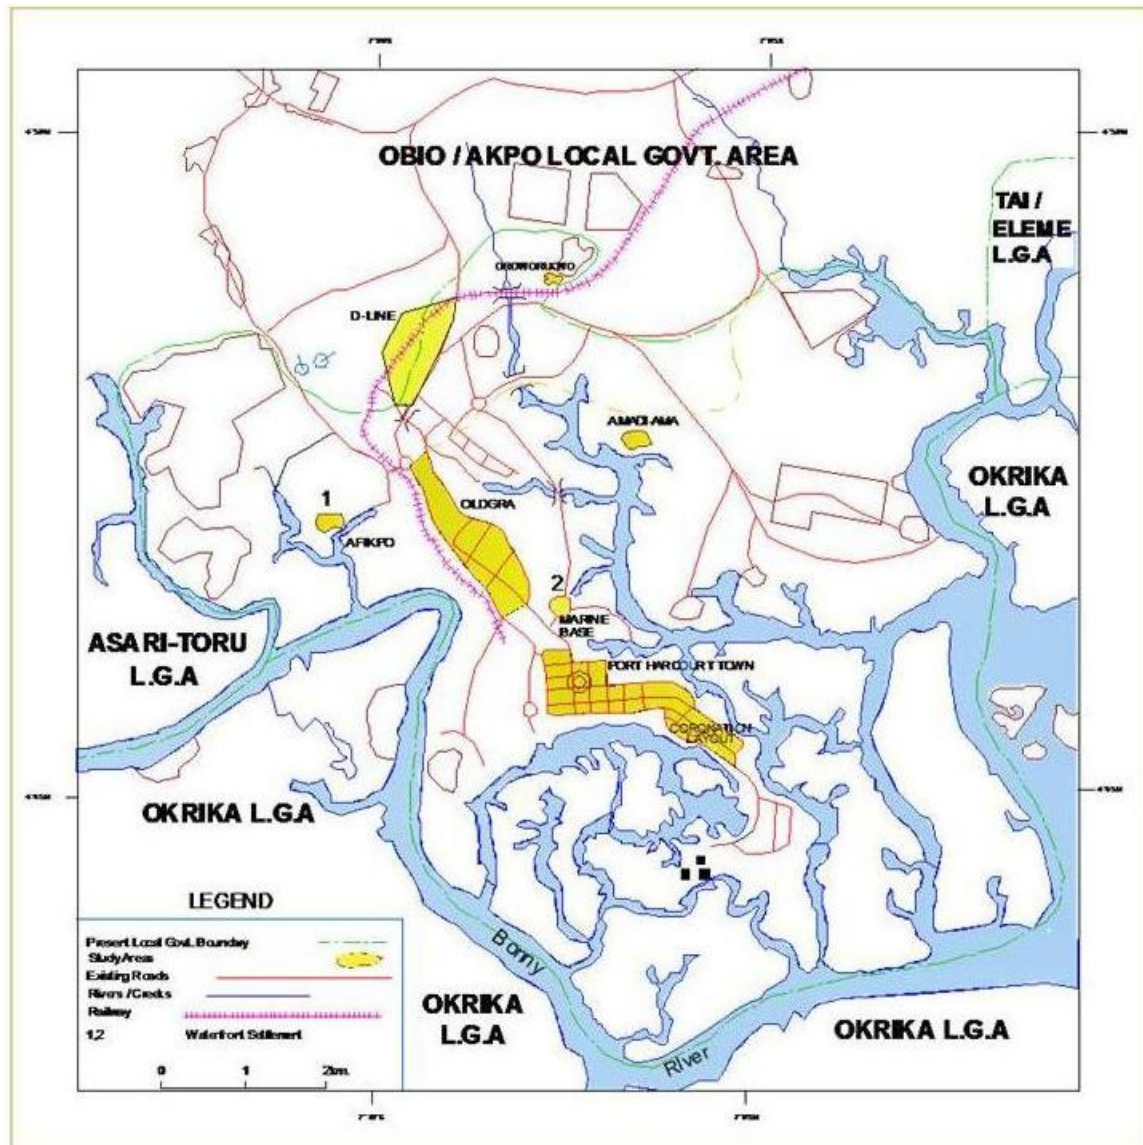 OBIO / AKPO LOCAL GOVT. AREA
TAI /
ELEME
L.G.A
D-LINE
AMADI-AMA
OKRIKA
L.G.A
OLDGRA
1
AFIKPO
2
MARINE
BASE
ASARI-TORU
L.G.A
PORT HARCOURT TOWN
CORONATION
LAYOUT
OKRIKA L.G.A
LEGEND
Present Local Govt. Boundary
Study Areas
Existing Roads
Rivers / Creeks
Railway
1,2 Waterfront Settlement
0 1 2km.
Bonny
River
OKRIKA
L.G.A
OKRIKA L.G.A